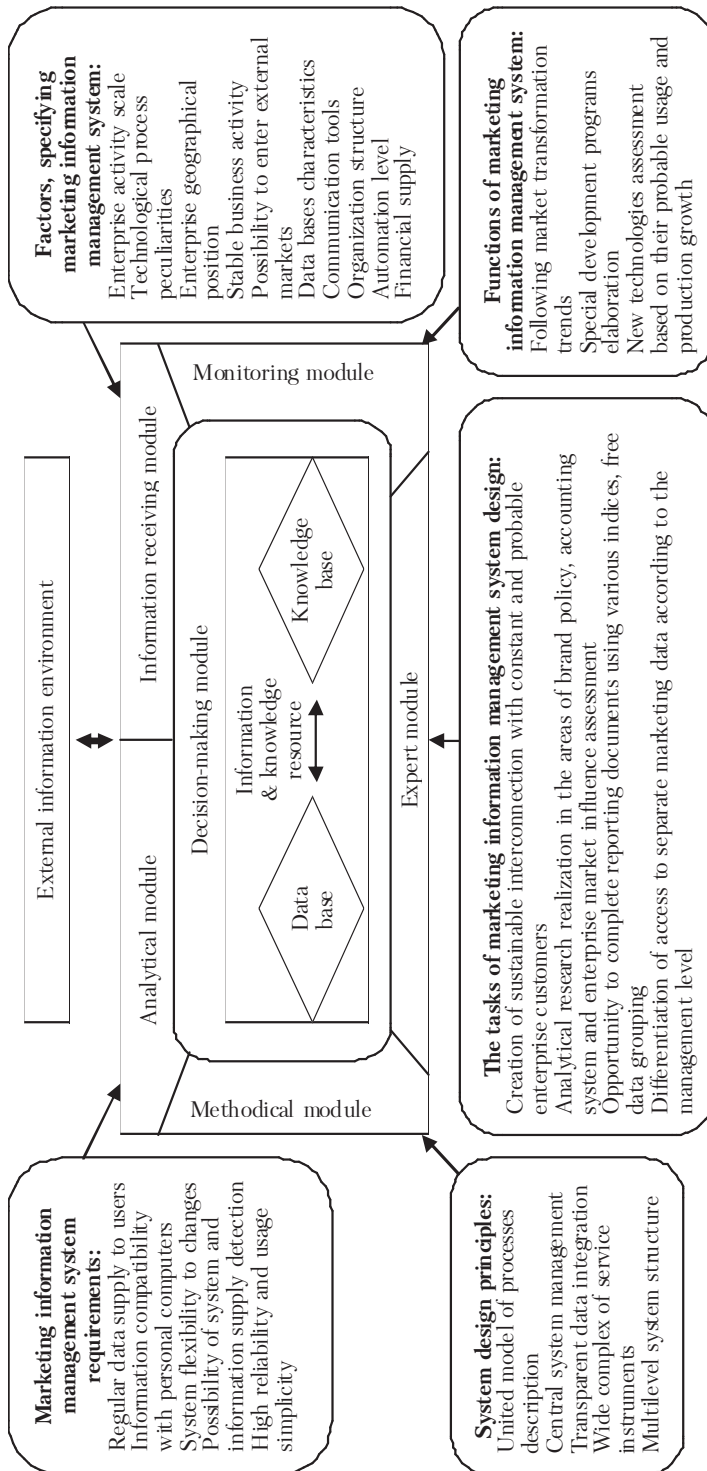 External information environment
Marketing information
management system
requirements:
Regular data supply to users
Information compatibility
with personal computers
System flexibility to changes
Possibility of system and
information supply detection
High reliability and usage
simplicity
Analytical module
Information receiving module
Factors, specifying
marketing information
management system:
Enterprise activity scale
Technological process
peculiarities
Enterprise geographical
position
Stable business activity
Possibility to enter external
markets
Data bases characteristics
Communication tools
Organization structure
Automation level
Financial supply
Decision-making module
Information
& knowledge
resource
Data
base
Knowledge
base
Methodical module
Expert module
Monitoring module
System design principles:
United model of processes
description
Central system management
Transparent data integration
Wide complex of service
instruments
Multilevel system structure
The tasks of marketing information management system design:
Creation of sustainable interconnection with constant and probable
enterprise customers
Analytical research realization in the areas of brand policy, accounting
system and enterprise market influence assessment
Opportunity to complete reporting documents using various indices, free
data grouping
Differentiation of access to separate marketing data according to the
management level
Functions of marketing
information management system:
Following market transformation
trends
Special development programs
elaboration
New technologies assessment
based on their probable usage and
production growth